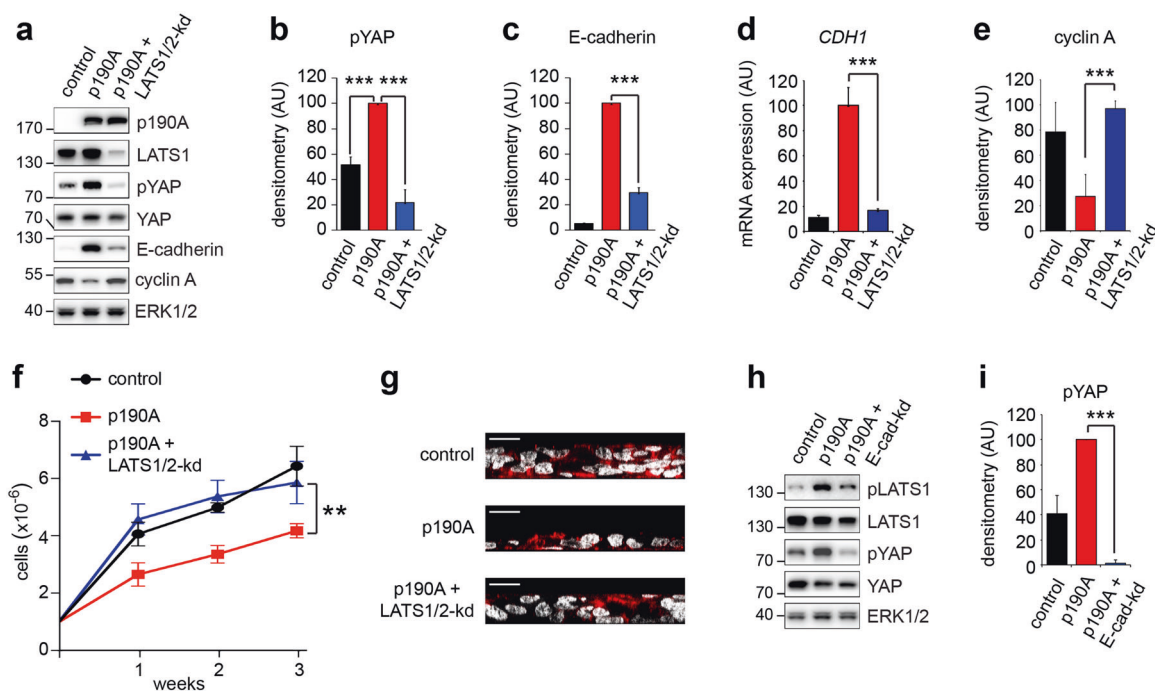 a
control
p190A
p190A +
LATS1/2-kd
170
p190A
130
LATS1
100
pYAP
70
70
YAP
130
E-cadherin
55
cyclin A
40
ERK1/2
b
pYAP
densitometry (AU)
120
100
80
60
40
20
0
*** ***
control
p190A
p190A +
LATS1/2-kd
c
E-cadherin
densitometry (AU)
120
100
80
60
40
20
0
***
control
p190A
p190A +
LATS1/2-kd
d
CDH1
mRNA expression (AU)
120
100
80
60
40
20
0
***
control
p190A
p190A +
LATS1/2-kd
e
cyclin A
densitometry (AU)
120
100
80
60
40
20
0
***
control
p190A
p190A +
LATS1/2-kd
f
control
p190A
p190A +
LATS1/2-kd
cells (x10-6)
8
6
4
2
0
**
1 2 3
weeks
g
control
p190A
p190A +
LATS1/2-kd
h
control
p190A
p190A +
E-cad-kd
130
pLATS1
130
LATS1
100
pYAP
70
70
YAP
40
ERK1/2
i
pYAP
densitometry (AU)
120
100
80
60
40
20
0
***
control
p190A
p190A +
E-cad-kd